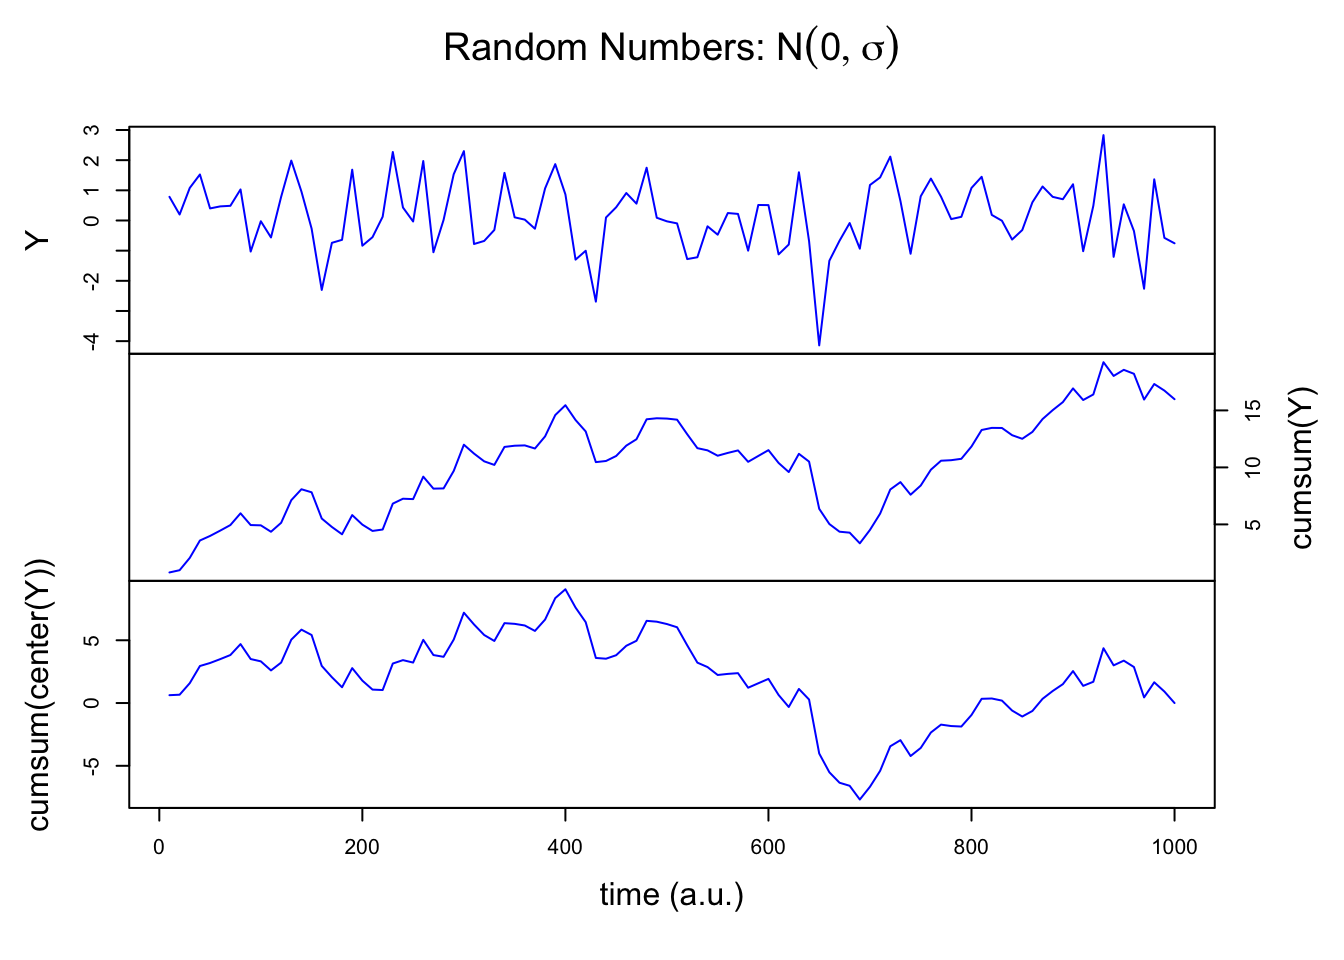 Random Numbers: N(0, σ)
Y
3
2
1
0
-2
-4
cumsum(Y)
15
10
5
cumsum(center(Y))
5
0
-5
0 200 400 600 800 1000
time (a.u.)